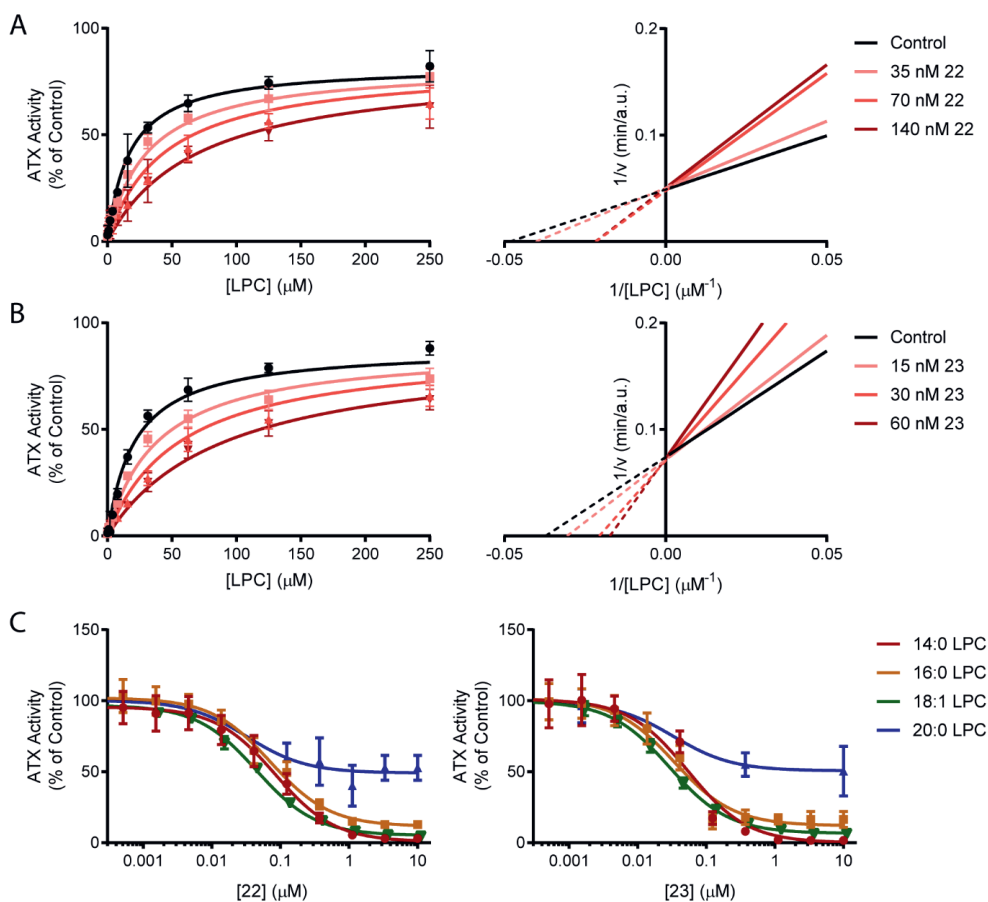 A
ATX Activity
(% of Control)
100
50
0
0 50 100 150 200 250
[LPC] (μM)
1/v (min/a.u.)
0.2
0.1
-0.05 0.00 0.05
1/[LPC] (μM⁻¹)
Control
35 nM 22
70 nM 22
140 nM 22
B
ATX Activity
(% of Control)
100
50
0
0 50 100 150 200 250
[LPC] (μM)
1/v (min/a.u.)
0.2
0.1
-0.05 0.00 0.05
1/[LPC] (μM⁻¹)
Control
15 nM 23
30 nM 23
60 nM 23
C
ATX Activity
(% of Control)
150
100
50
0
0.001 0.01 0.1 1 10
[22] (μM)
ATX Activity
(% of Control)
150
100
50
0
0.001 0.01 0.1 1 10
[23] (μM)
14:0 LPC
16:0 LPC
18:1 LPC
20:0 LPC